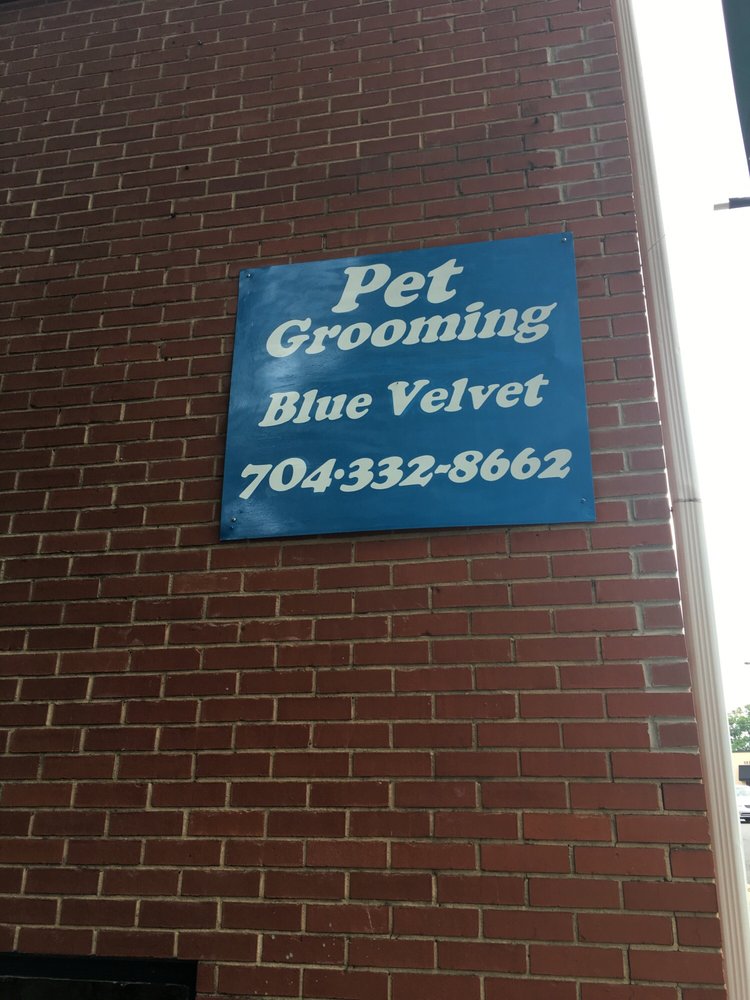 Pet
Grooming
Blue Velvet
704·332-8662